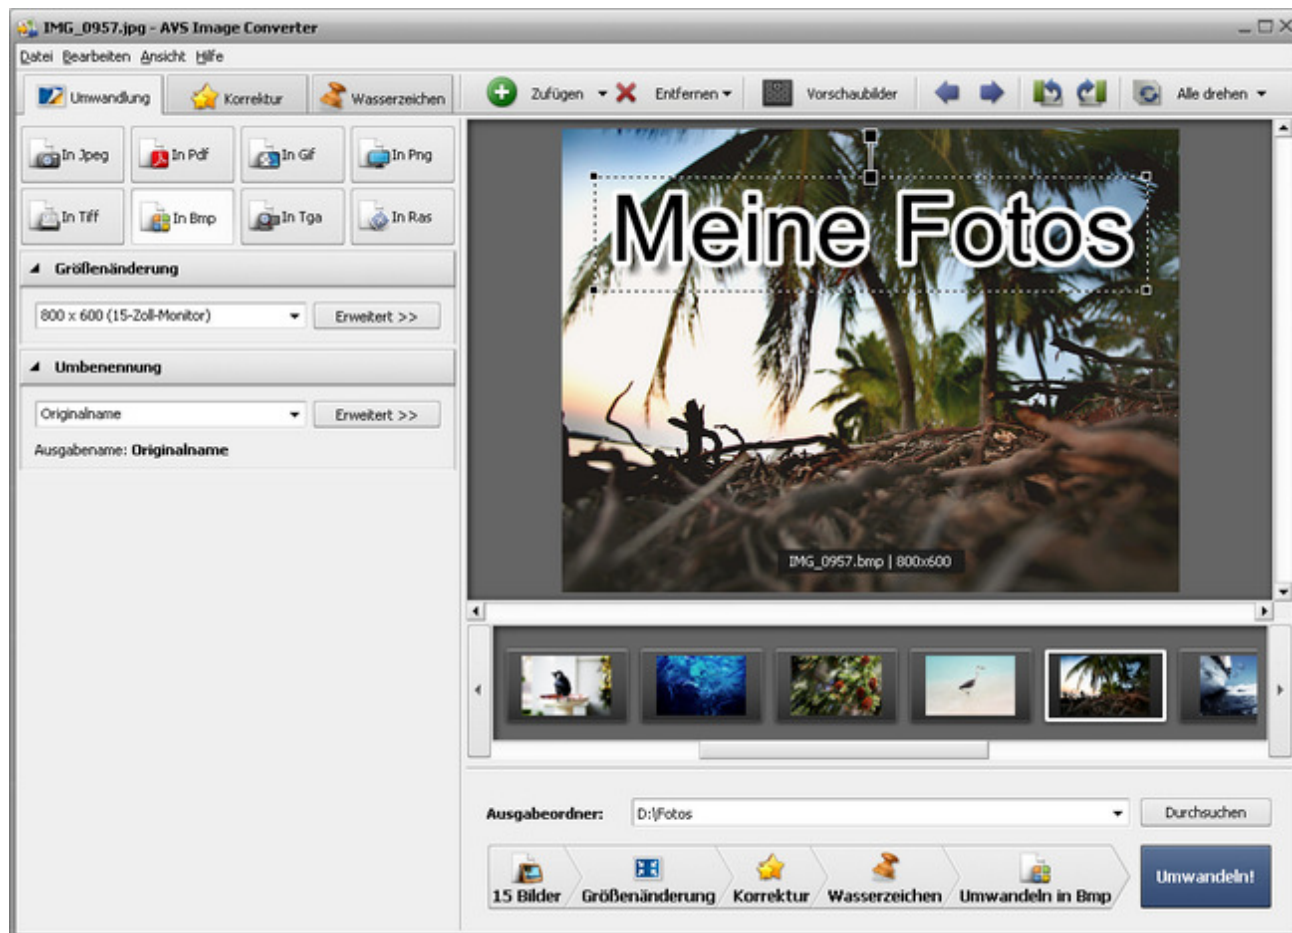 IMG_0957.jpg - AVS Image Converter
Datei Bearbeiten Ansicht Hilfe
Umwandlung Korrektur Wasserzeichen
Zufügen Entfernen Vorschaubilder Alle drehen
In Jpeg In Pdf In Gif In Png
In Tiff In Bmp In Tga In Ras
Größenänderung
800 x 600 (15-Zoll-Monitor) Erweitert >>
Umbenennung
Originalname Erweitert >>
Ausgabename: Originalname
Meine Fotos
IMG_0957.bmp | 800x600
Ausgabeordner: D:\Fotos Durchsuchen
15 Bilder Größenänderung Korrektur Wasserzeichen Umwandeln in Bmp Umwandeln!